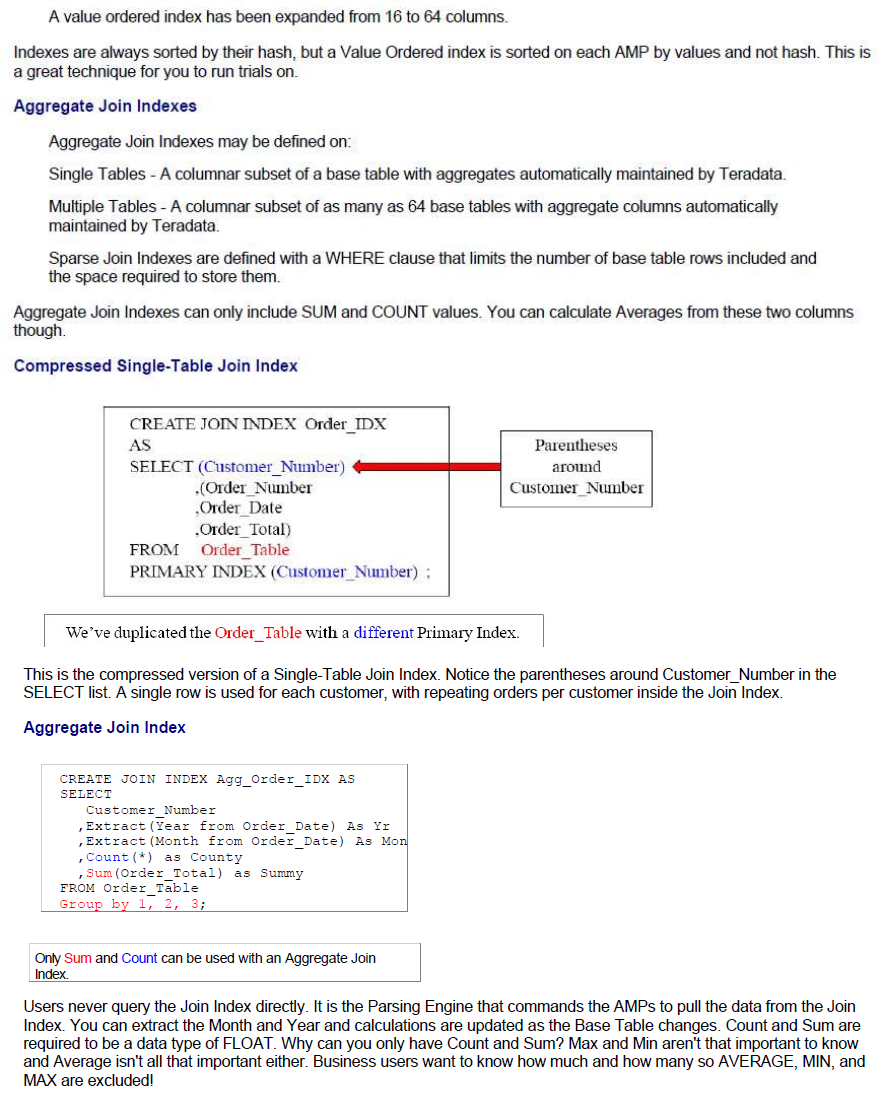 A value ordered index has been expanded from 16 to 64 columns.
Indexes are always sorted by their hash, but a Value Ordered index is sorted on each AMP by values and not hash. This is
a great technique for you to run trials on.
Aggregate Join Indexes
Aggregate Join Indexes may be defined on:
Single Tables - A columnar subset of a base table with aggregates automatically maintained by Teradata.
Multiple Tables - A columnar subset of as many as 64 base tables with aggregate columns automatically
maintained by Teradata.
Sparse Join Indexes are defined with a WHERE clause that limits the number of base table rows included and
the space required to store them.
Aggregate Join Indexes can only include SUM and COUNT values. You can calculate Averages from these two columns
though.
Compressed Single-Table Join Index
CREATE JOIN INDEX Order_IDX
AS
SELECT (Customer_Number)
,(Order_Number
,Order_Date
,Order_Total)
FROM Order_Table
PRIMARY INDEX (Customer_Number) ;
Parentheses
around
Customer_Number
We've duplicated the Order_Table with a different Primary Index.
This is the compressed version of a Single-Table Join Index. Notice the parentheses around Customer_Number in the
SELECT list. A single row is used for each customer, with repeating orders per customer inside the Join Index.
Aggregate Join Index
CREATE JOIN INDEX Agg_Order_IDX AS
SELECT
Customer_Number
,Extract(Year from Order_Date) As Yr
,Extract(Month from Order_Date) As Mon
,Count(*) as County
,Sum(Order_Total) as Summy
FROM Order_Table
Group by 1, 2, 3;
Only Sum and Count can be used with an Aggregate Join
Index.
Users never query the Join Index directly. It is the Parsing Engine that commands the AMPs to pull the data from the Join
Index. You can extract the Month and Year and calculations are updated as the Base Table changes. Count and Sum are
required to be a data type of FLOAT. Why can you only have Count and Sum? Max and Min aren't that important to know
and Average isn't all that important either. Business users want to know how much and how many so AVERAGE, MIN, and
MAX are excluded!